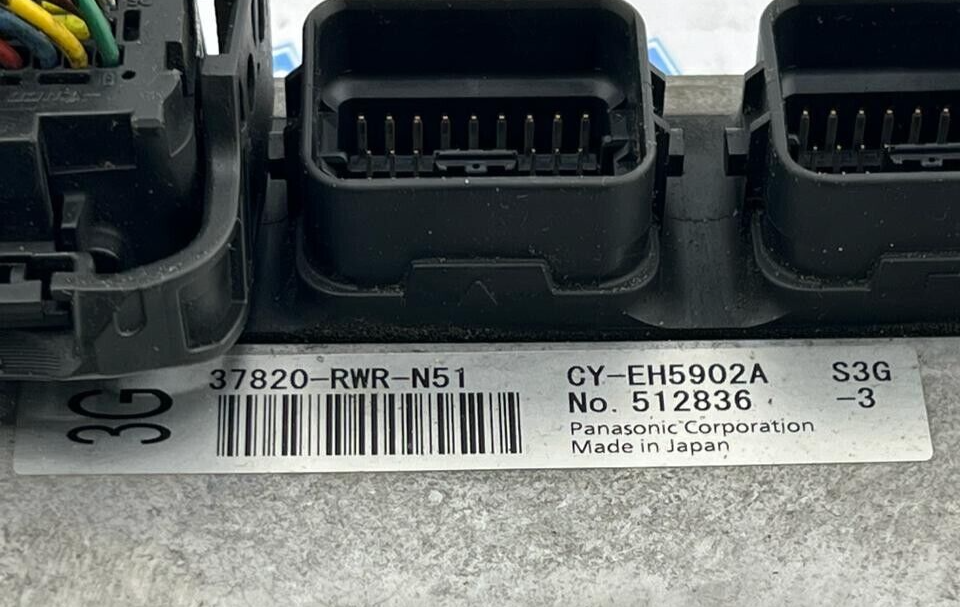 3G
37820-RWR-N51
CY-EH5902A
S3G
No. 512836
-3
Panasonic Corporation
Made in Japan